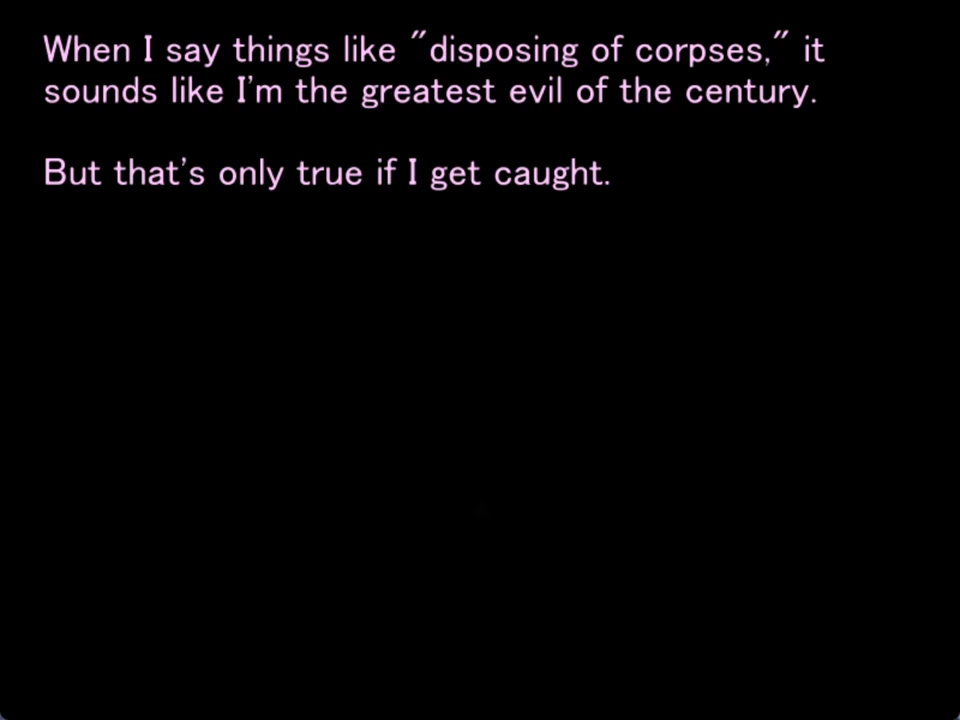 When I say things like "disposing of corpses," it
sounds like I'm the greatest evil of the century.
But that's only true if I get caught.